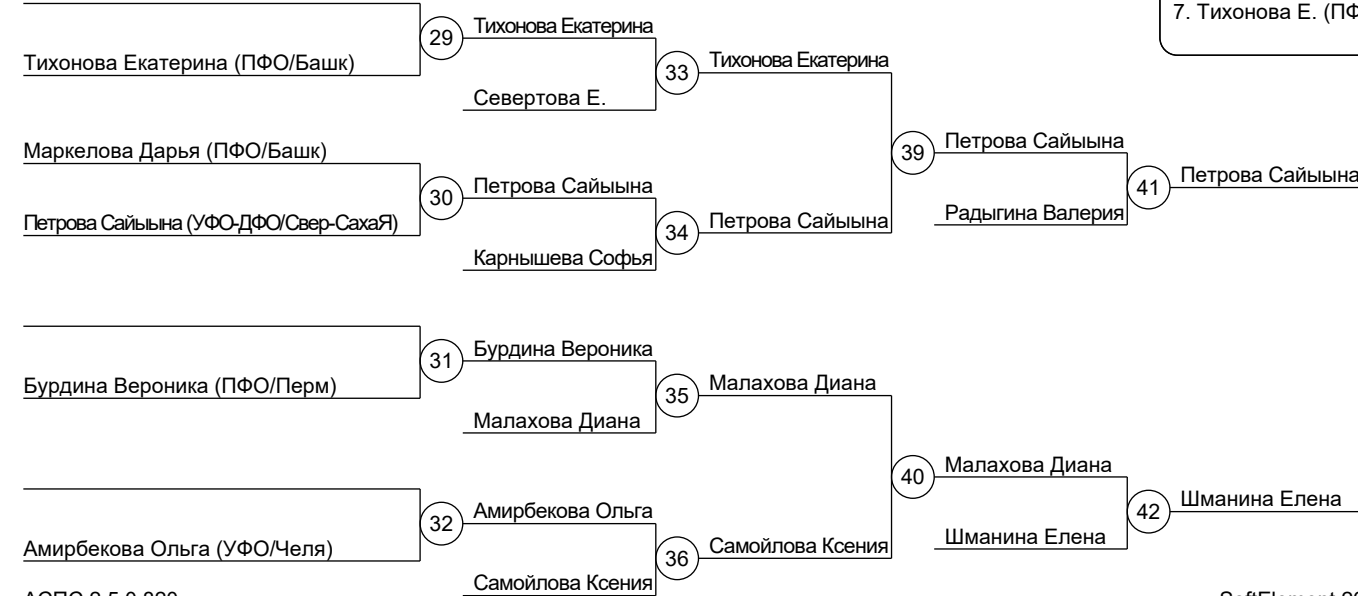 7. Тихонова Е. (ПФ
Тихонова Екатерина
29
Тихонова Екатерина (ПФО/Башк)
Тихонова Екатерина
33
Севертова Е.
Маркелова Дарья (ПФО/Башк)
Петрова Сайыына
39
30
Петрова Сайыына
Петрова Сайыына
41
Петрова Сайыына (УФО-ДФО/Свер-СахаЯ)
Петрова Сайыына
Радыгина Валерия
34
Карнышева Софья
Бурдина Вероника
31
Бурдина Вероника (ПФО/Перм)
Малахова Диана
35
Малахова Диана
Малахова Диана
40
Амирбекова Ольга
Шманина Елена
32
42
Амирбекова Ольга (УФО/Челя)
Самойлова Ксения
Шманина Елена
36
Самойлова Ксения